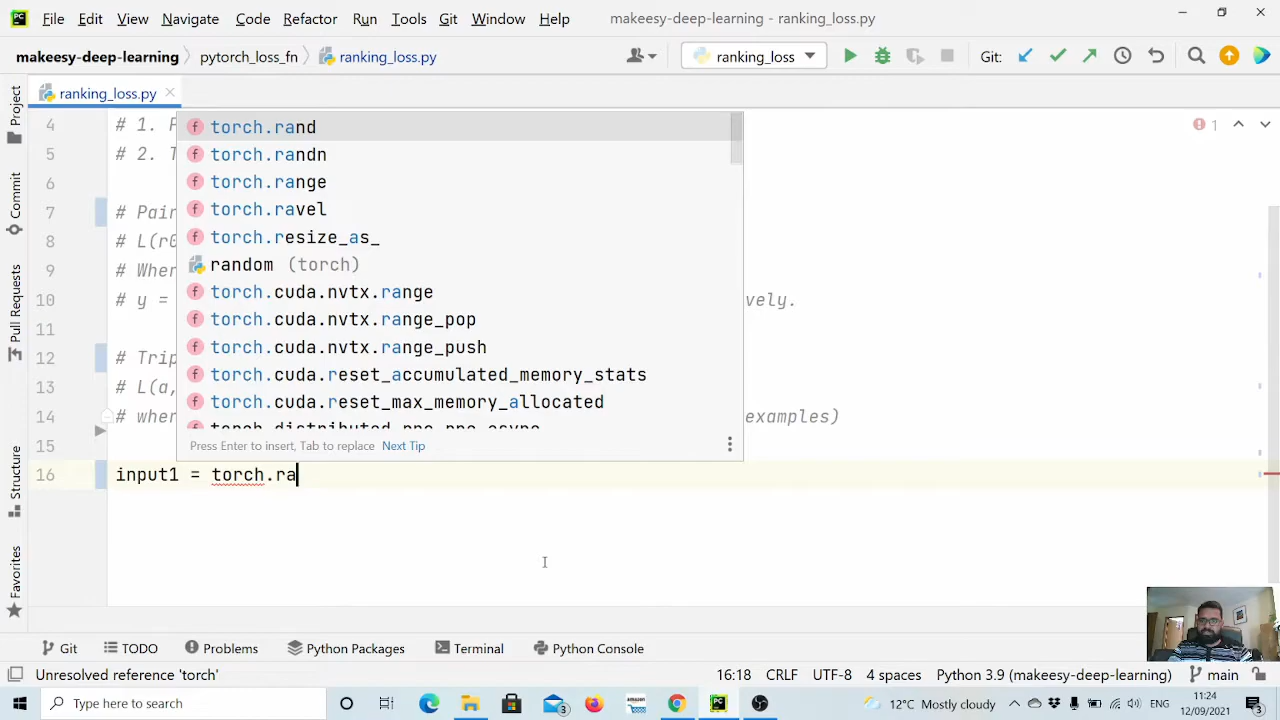 PC File Edit View Navigate Code Refactor Run Tools Git Window Help makeesy-deep-learning - ranking_loss.py
makeesy-deep-learning pytorch_loss_fn ranking_loss.py ranking_loss Git:
ranking_loss.py
4 # 1. 
5 # 2. T
6
7 # Pair
8 # L(r0
9 # Wher
10 # y = vely.
11
12 # Trip
13 # L(a,
14 # wher examples)
15
16 input1 = torch.ra
1
f torch.rand
f torch.randn
f torch.range
f torch.ravel
f torch.resize_as_
random (torch)
f torch.cuda.nvtx.range
f torch.cuda.nvtx.range_pop
f torch.cuda.nvtx.range_push
f torch.cuda.reset_accumulated_memory_stats
f torch.cuda.reset_max_memory_allocated
Press Enter to insert, Tab to replace Next Tip
Project
Commit
Pull Requests
Structure
Favorites
Git TODO Problems Python Packages Terminal Python Console
Unresolved reference 'torch' 16:18 CRLF UTF-8 4 spaces Python 3.9 (makeesy-deep-learning) main
Type here to search 3 amazon PC 12°C Mostly cloudy ENG 11:24 12/09/2021 3